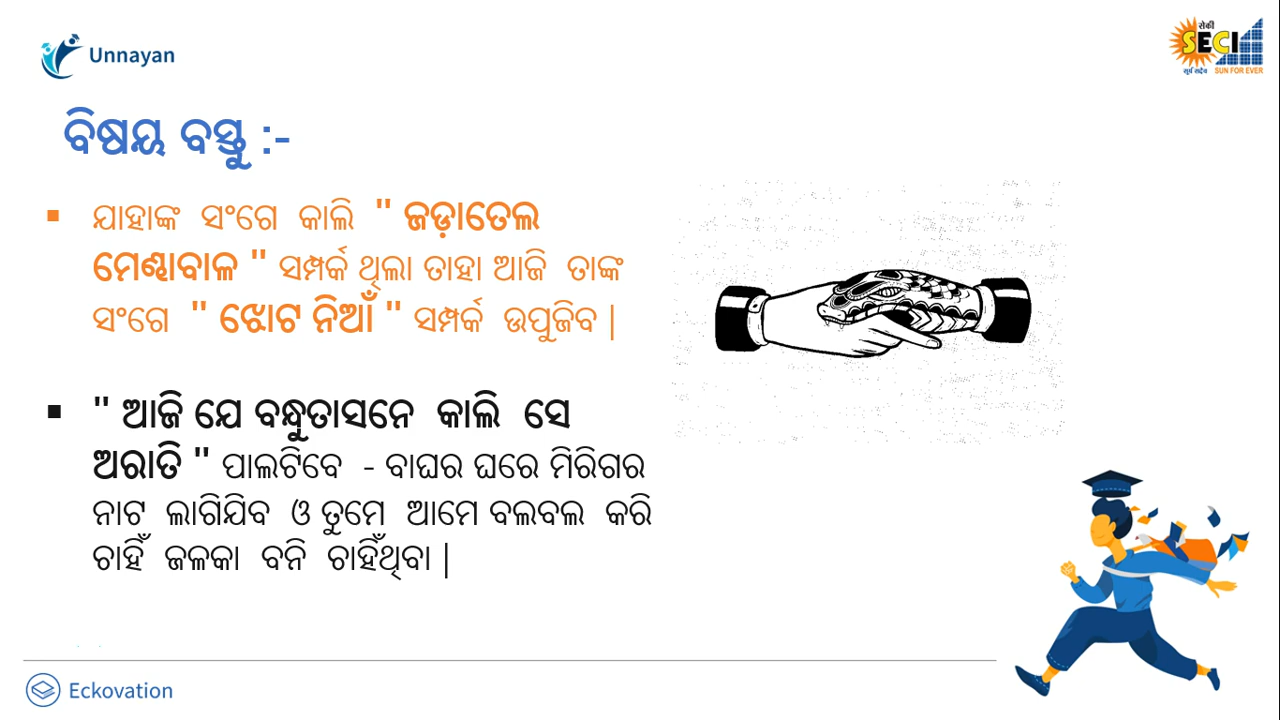 Unnayan
सेकी
SECI
सूर्य सदैव SUN FOR EVER
ବିଷୟ ବସ୍ତୁ :-
▪ ଯାହାଙ୍କ ସଂଗେ କାଲି " ଜଡ଼ାତେଲ
ମେଣ୍ଢାବାଳ " ସମ୍ପର୍କ ଥିଲା ତାହା ଆଜି ତାଙ୍କ
ସଂଗେ " ଝୋଟ ନିଆଁ " ସମ୍ପର୍କ ଉପୁଜିବ |
▪ " ଆଜି ଯେ ବନ୍ଧୁତାସନେ କାଲି ସେ
ଅରାତି " ପାଲଟିବେ - ବାଘର ଘରେ ମିରିଗର
ନାଟ ଲାଗିଯିବ ଓ ତୁମେ ଆମେ ବଲବଲ କରି
ଚାହିଁ ଜଳକା ବନି ଚାହିଁଥିବା |
Eckovation